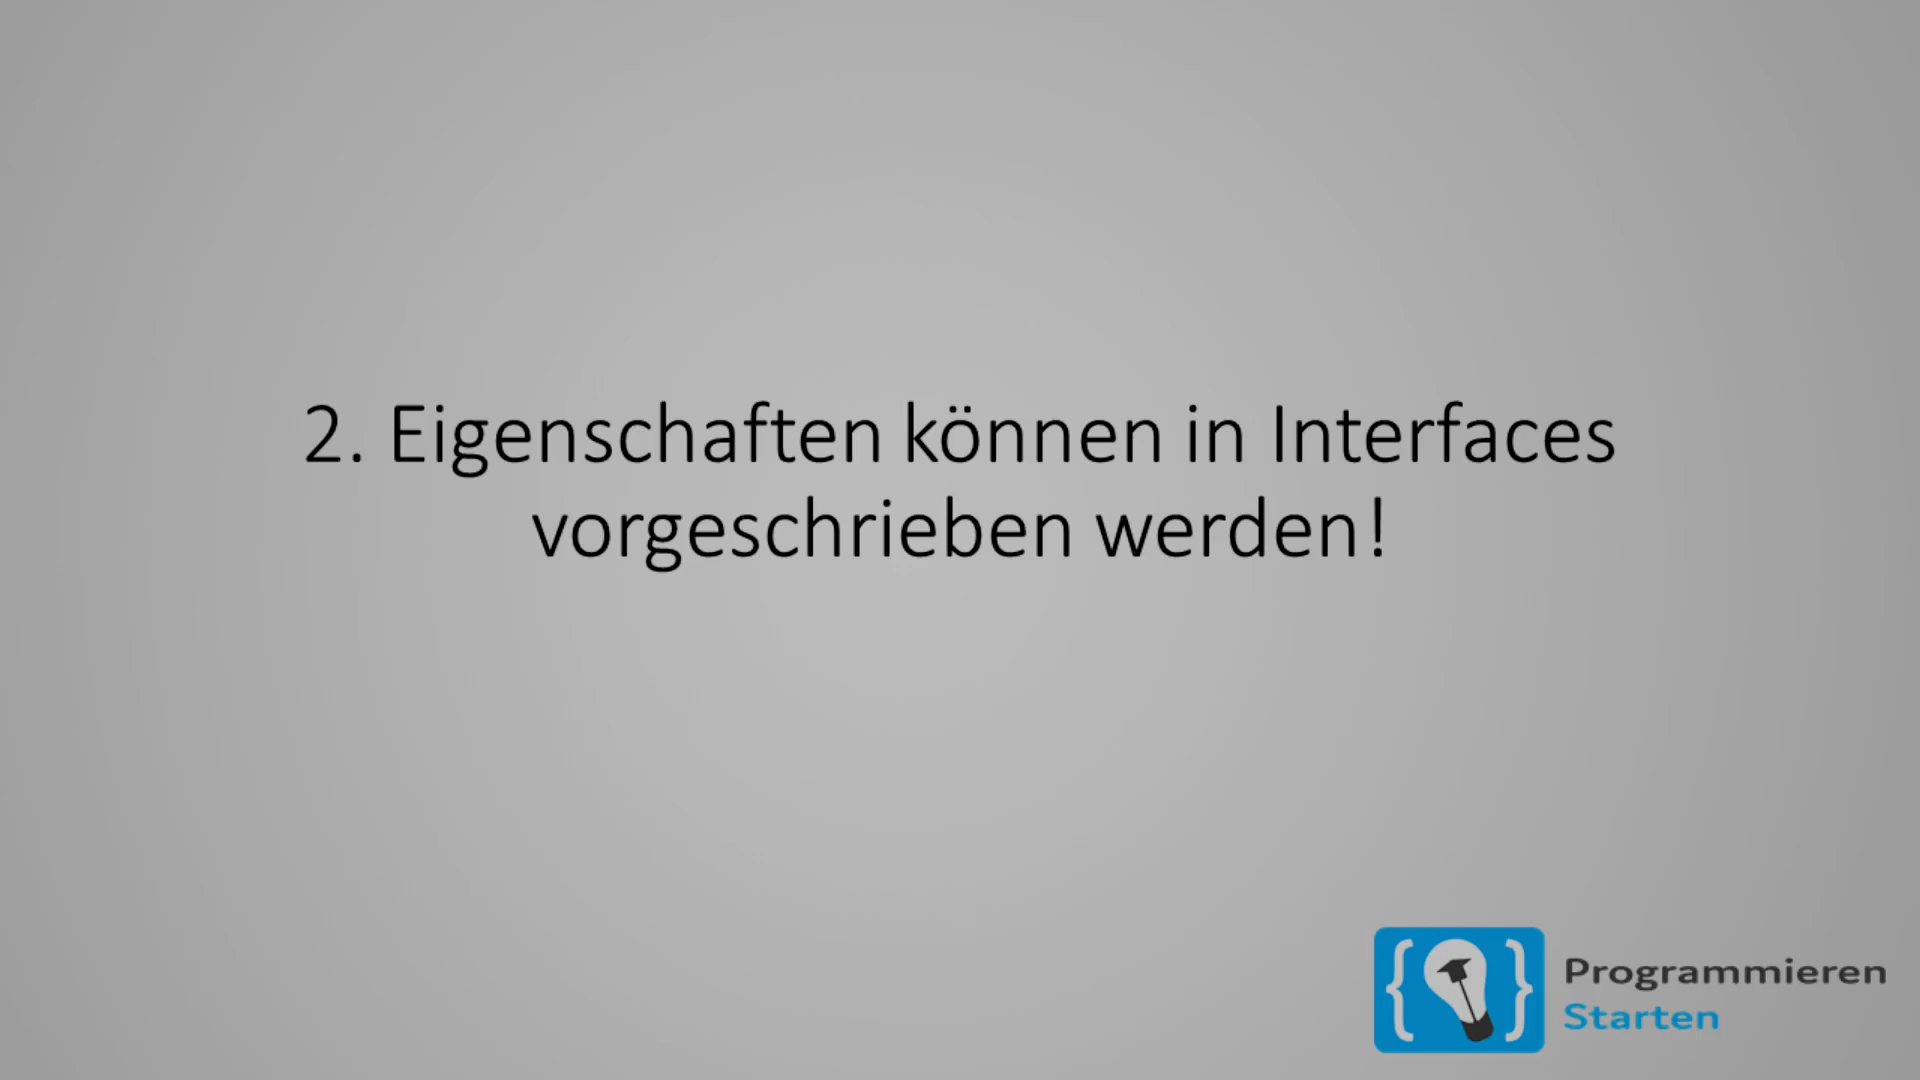 2. Eigenschaften können in Interfaces
vorgeschrieben werden!
Programmieren
Starten